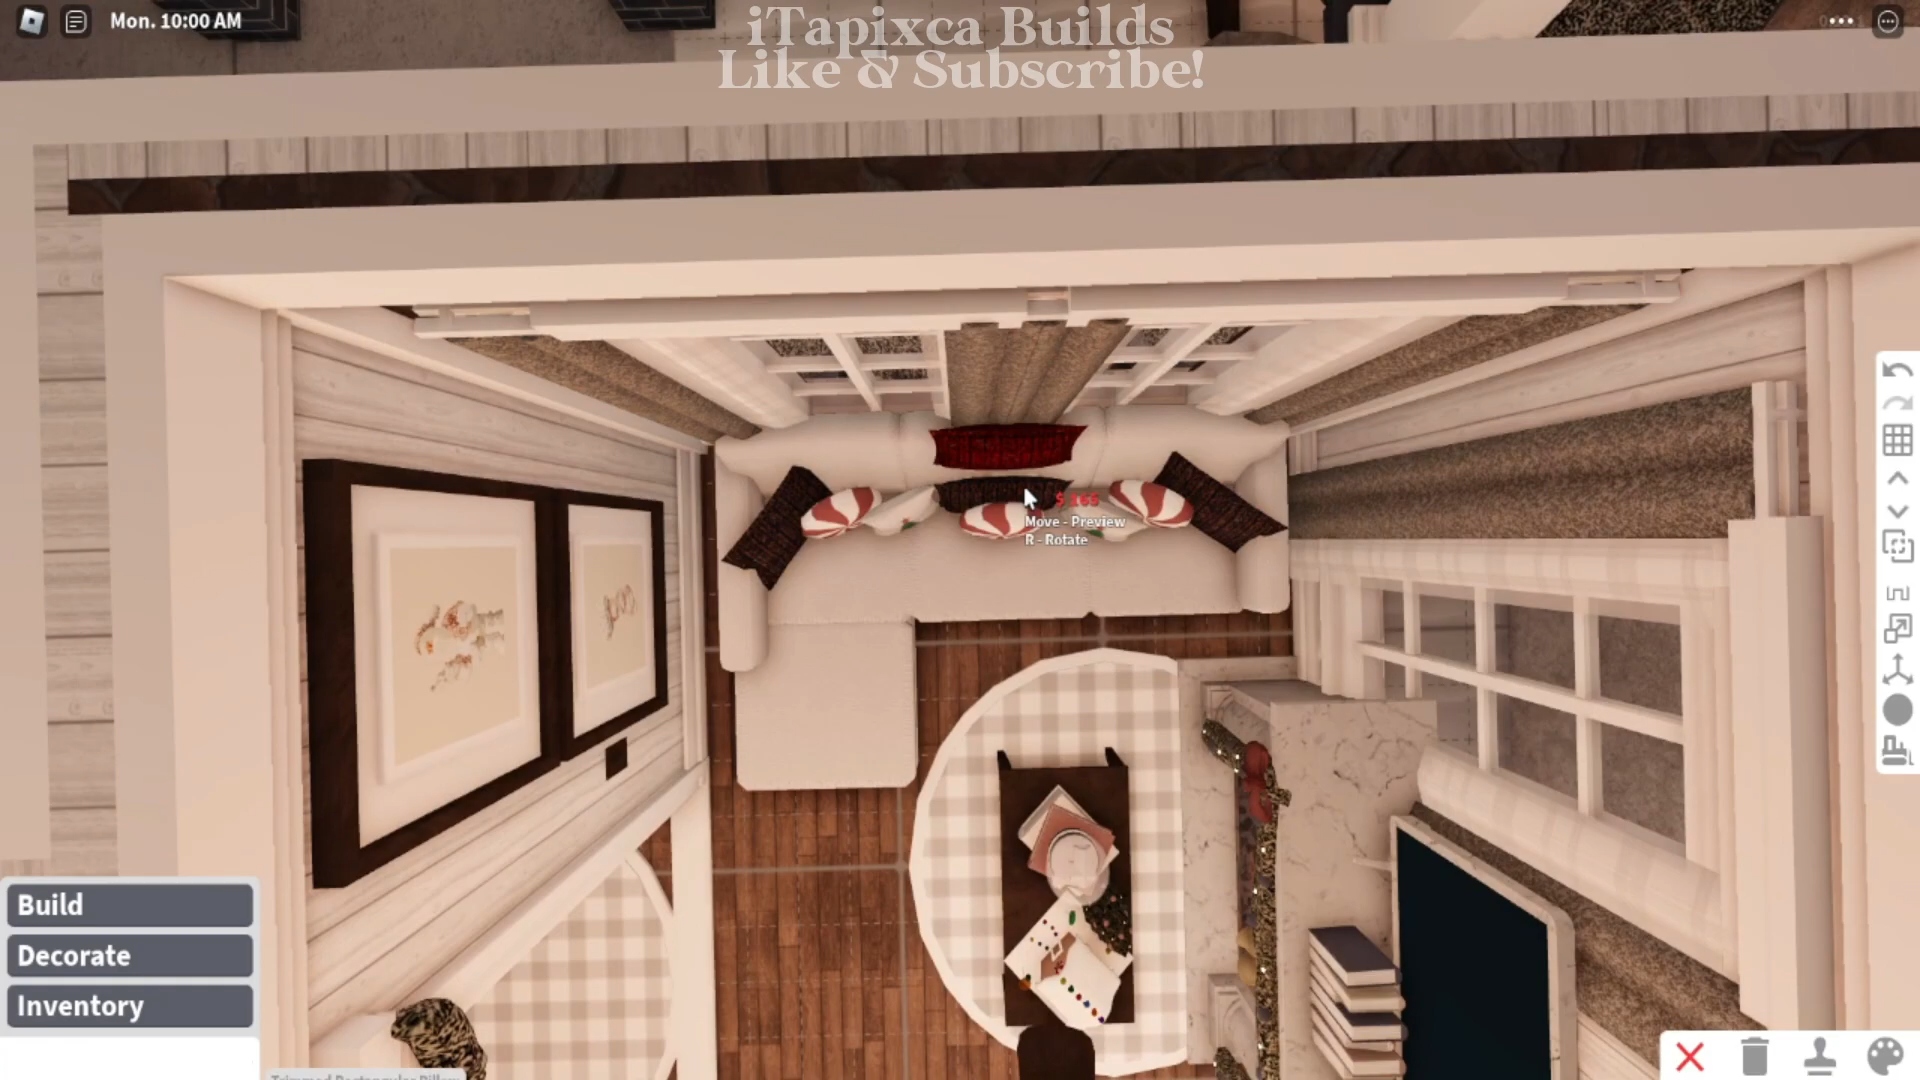 Mon. 10:00 AM
iTapixca Builds
Like & Subscribe!
Move - Preview
R - Rotate
Build
Decorate
Inventory